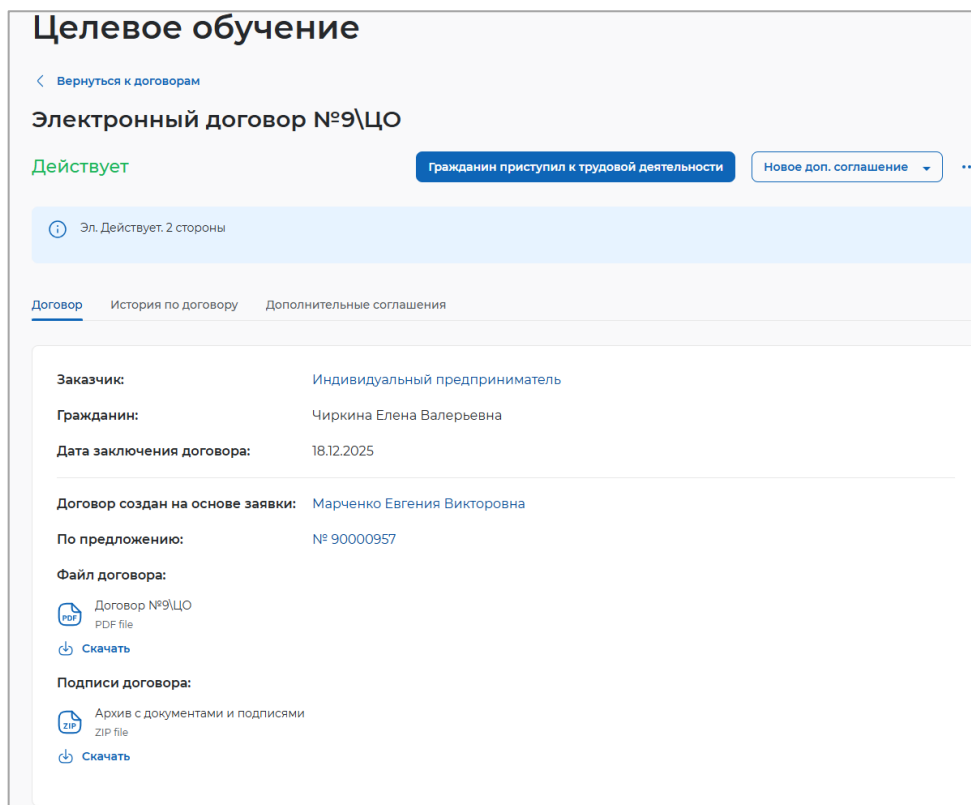 Целевое обучение
Вернуться к договорам
Электронный договор №9\ЦО
Действует
Гражданин приступил к трудовой деятельности
Новое доп. соглашение
Эл. Действует. 2 стороны
Договор История по договору Дополнительные соглашения
Заказчик: Индивидуальный предприниматель
Гражданин: Чиркина Елена Валерьевна
Дата заключения договора: 18.12.2025
Договор создан на основе заявки: Марченко Евгения Викторовна
По предложению: № 90000957
Файл договора:
Договор №9\ЦО
PDF
PDF file
Скачать
Подписи договора:
Архив с документами и подписями
ZIP
ZIP file
Скачать